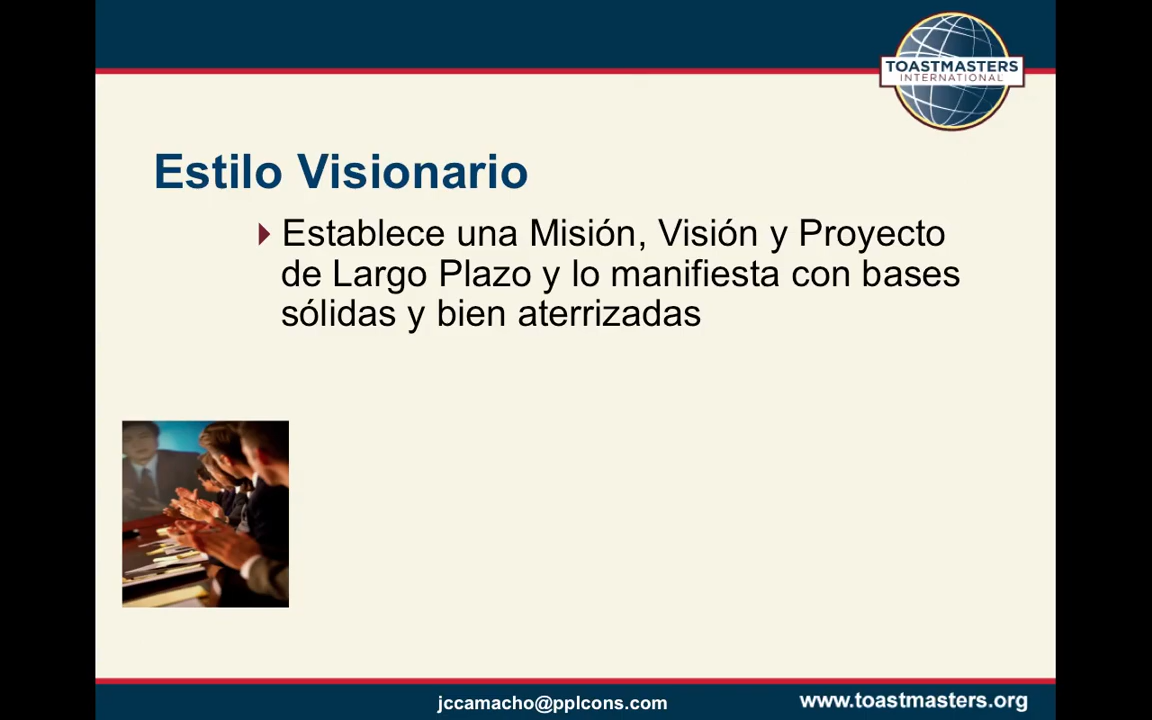 TOASTMASTERS
INTERNATIONAL
Estilo Visionario
Establece una Misión, Visión y Proyecto
de Largo Plazo y lo manifiesta con bases
sólidas y bien aterrizadas
jccamacho@pplcons.com
www.toastmasters.org